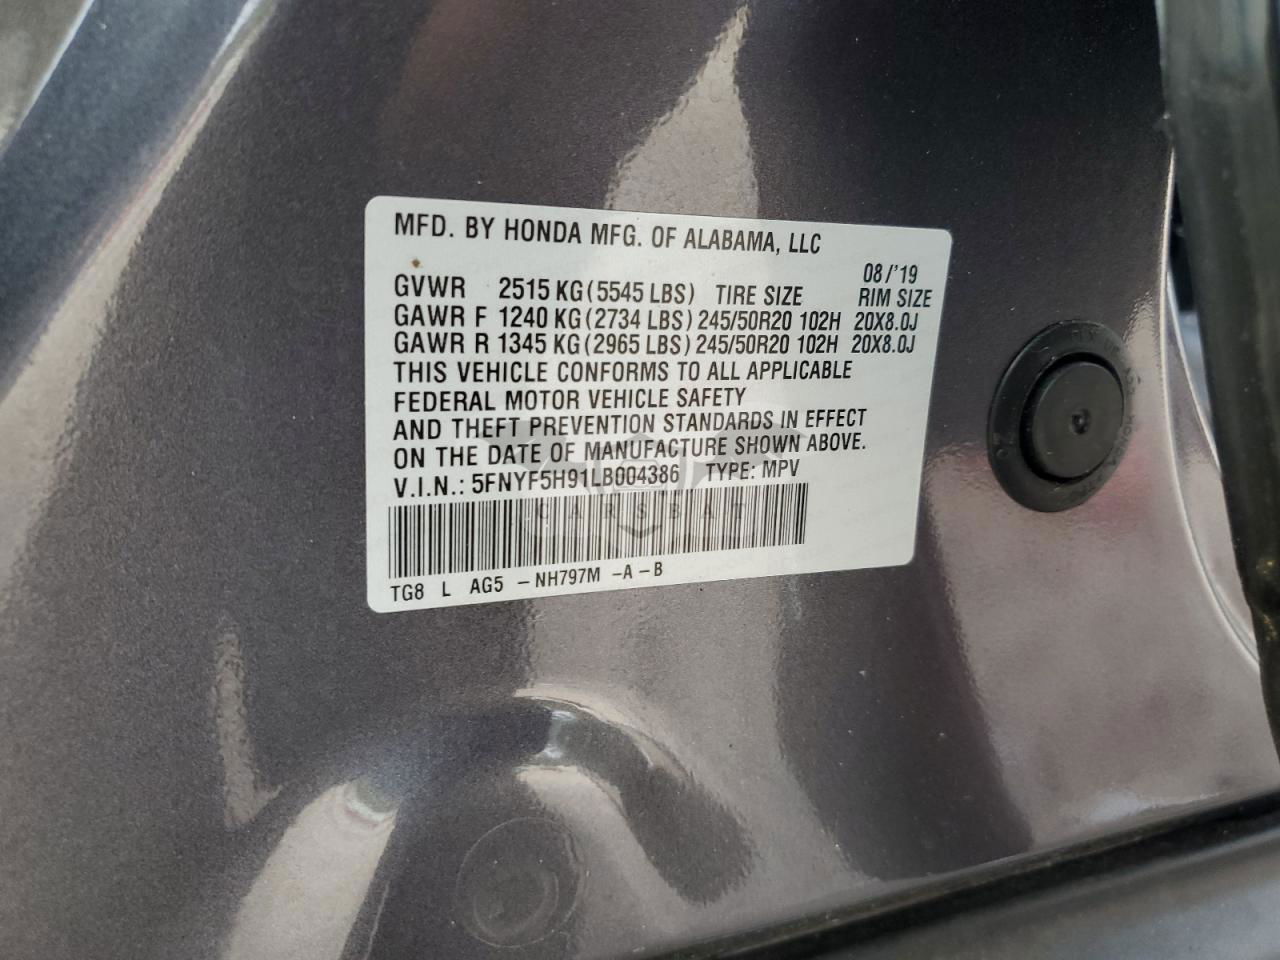 MFD. BY HONDA MFG. OF ALABAMA, LLC
08/'19
GVWR 2515 KG (5545 LBS) TIRE SIZE RIM SIZE
GAWR F 1240 KG (2734 LBS) 245/50R20 102H 20X8.0J
GAWR R 1345 KG (2965 LBS) 245/50R20 102H 20X8.0J
THIS VEHICLE CONFORMS TO ALL APPLICABLE
FEDERAL MOTOR VEHICLE SAFETY
AND THEFT PREVENTION STANDARDS IN EFFECT
ON THE DATE OF MANUFACTURE SHOWN ABOVE.
V.I.N.: 5FNYF5H91LB004386 TYPE: MPV
CARSBAT
TG8 L AG5 - NH797M - A - B